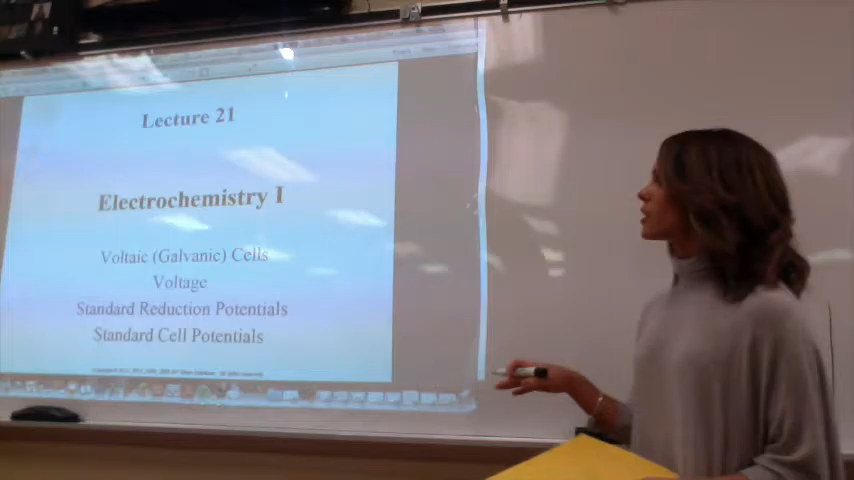 Lecture 21
Electrochemistry I
Voltaic (Galvanic) Cells
Voltage
Standard Reduction Potentials
Standard Cell Potentials